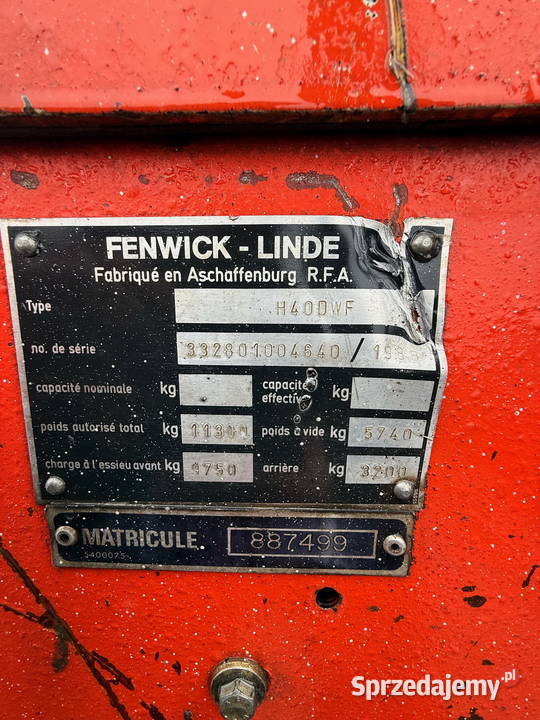 FENWICK - LINDE
Fabriqué en Aschaffenburg R.F.A.
Type H40DWF
no. de série 332801004640 /
capacité nominale kg capacité effective kg
poids autorisé total kg poids à vide kg 5740
charge à l'essieu avant kg arrière kg 3200
MATRICULE 887499
Sprzedajemy.pl